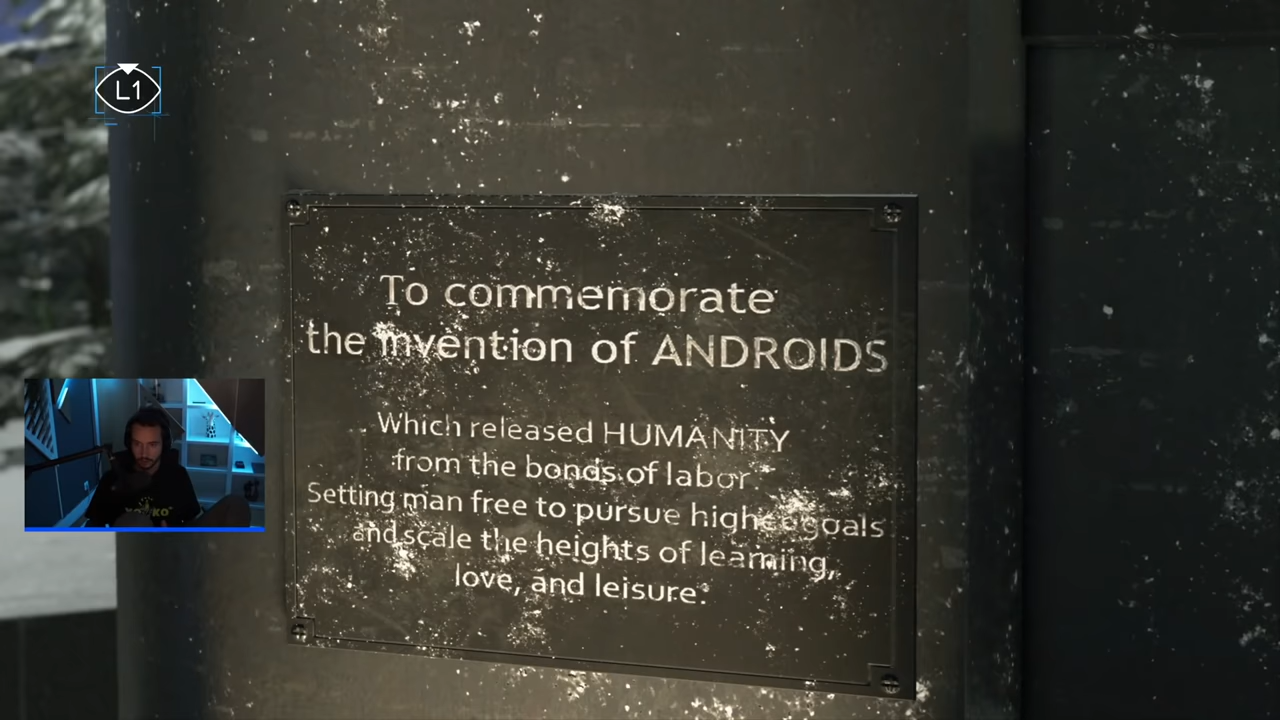 L1
To commemorate
the invention of ANDROIDS
Which released HUMANITY
from the bonds of labor.
Setting man free to pursue higher goals
and scale the heights of learning,
love, and leisure.